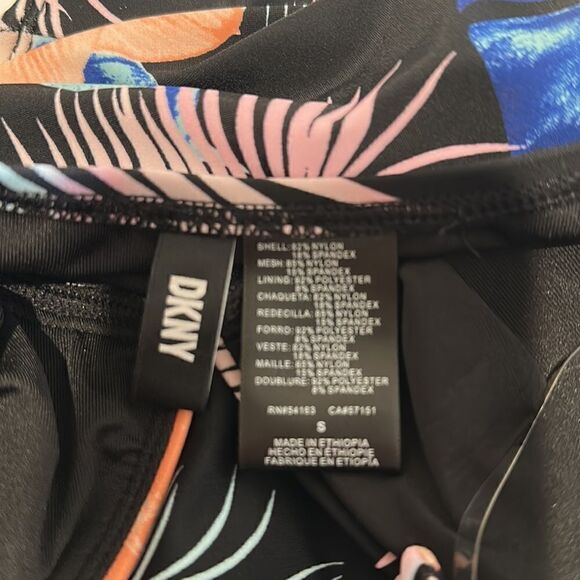 DKNY
SHELL: 82% NYLON
18% SPANDEX
MESH: 85% NYLON
15% SPANDEX
LINING: 92% POLYESTER
8% SPANDEX
CHAQUETA: 82% NYLON
18% SPANDEX
REDECILLA: 85% NYLON
15% SPANDEX
FORRO: 92% POLYESTER
8% SPANDEX
VESTE: 82% NYLON
18% SPANDEX
MAILLE: 85% NYLON
15% SPANDEX
DOUBLURE: 92% POLYESTER
8% SPANDEX
RN#54163 CA#57151
S
MADE IN ETHIOPIA
HECHO EN ÉTHIOPIE
FABRIQUE EN ETIOPIA